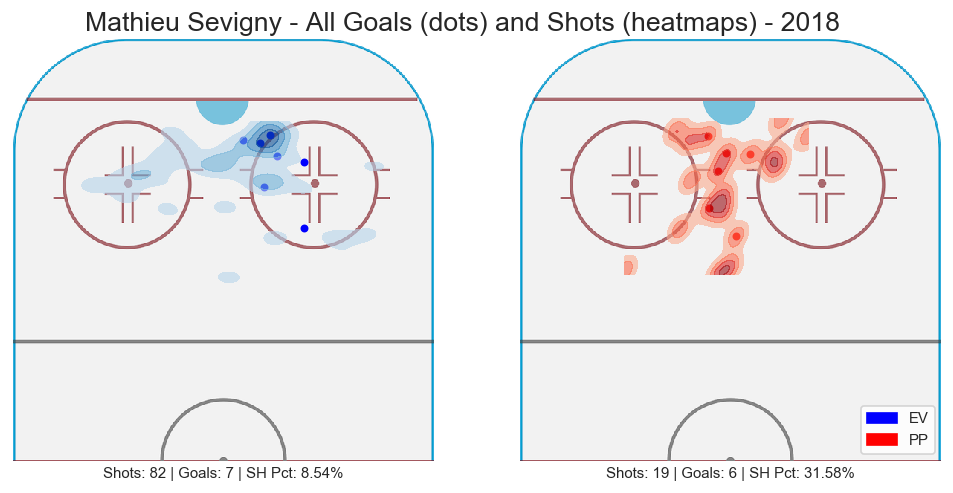 Mathieu Sevigny - All Goals (dots) and Shots (heatmaps) - 2018
EV
PP
Shots: 82 | Goals: 7 | SH Pct: 8.54%
Shots: 19 | Goals: 6 | SH Pct: 31.58%